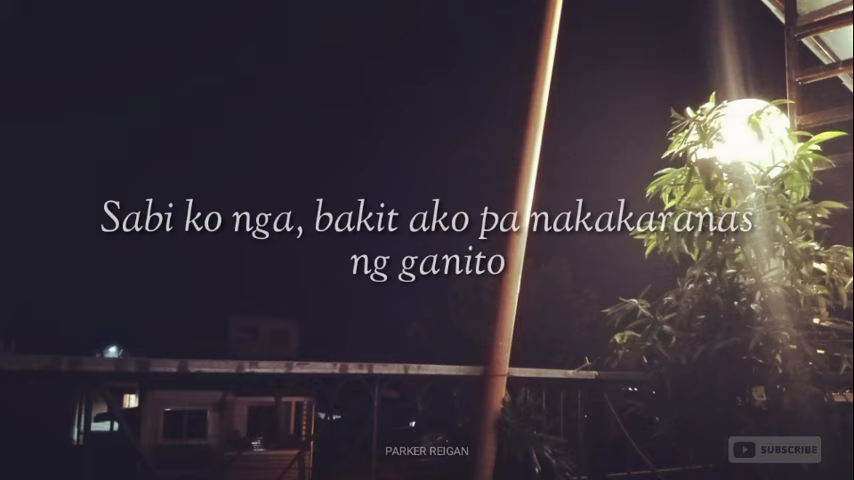 Sabi ko nga, bakit ako pa nakakaranas
ng ganito
PARKER REIGAN
SUBSCRIBE